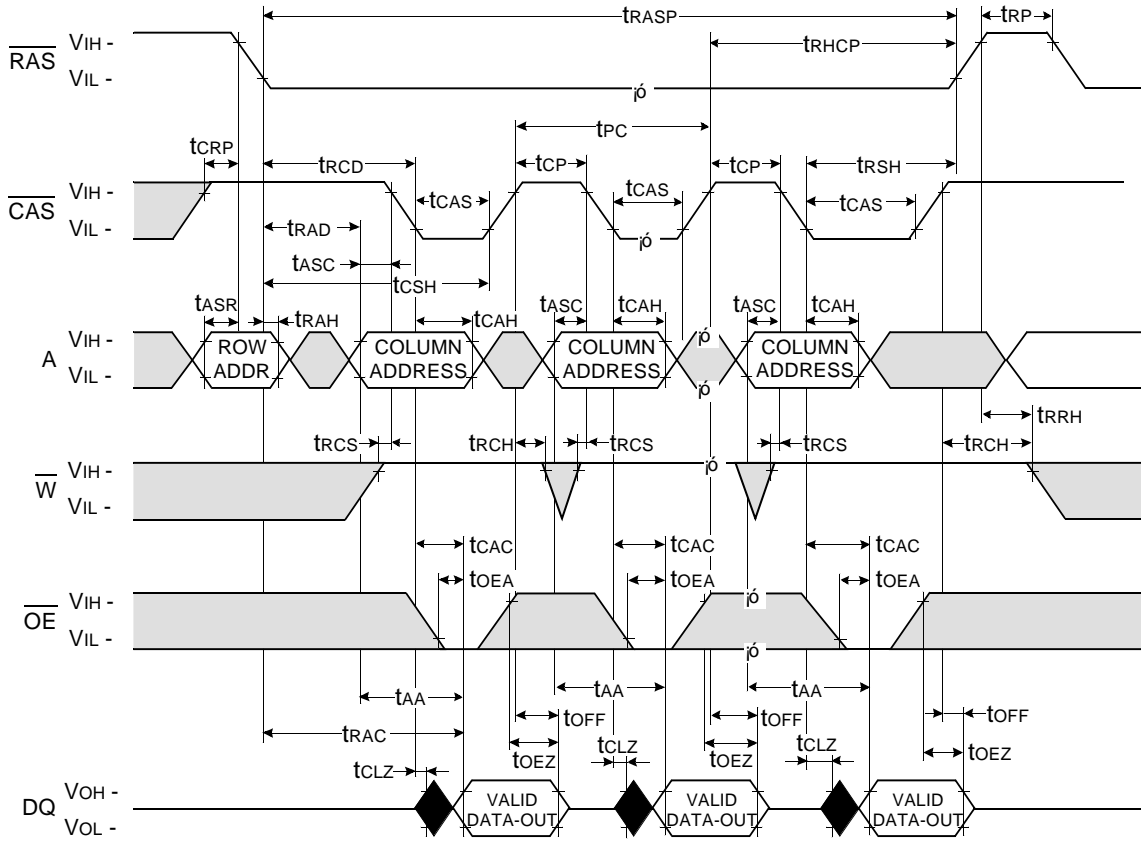 tRASP tRP
RAS VIH - tRHCP
VIL - ¡ó
tCRP tRCD tPC
tCP tCP tRSH
CAS VIH - tCAS tCAS tCAS
VIL - ¡ó
tRAD
tASC tCSH
tASR tRAH tCAH tASC tCAH tASC tCAH
A VIH - ROW COLUMN COLUMN ¡ó COLUMN
VIL - ADDR ADDRESS ADDRESS ¡ó ADDRESS
tRRH
tRCS tRCH tRCS tRCS tRCH
W VIH - ¡ó
VIL -
tCAC tCAC tCAC
tOEA tOEA tOEA
OE VIH - ¡ó
VIL - ¡ó
tAA tAA tAA
tOFF tOFF tOFF
tRAC
tCLZ tOEZ tCLZ tOEZ tCLZ tOEZ
DQ VOH - VALID VALID VALID
VOL - DATA-OUT DATA-OUT DATA-OUT